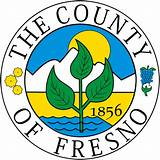 THE COUNTY
OF FRESNO
1856